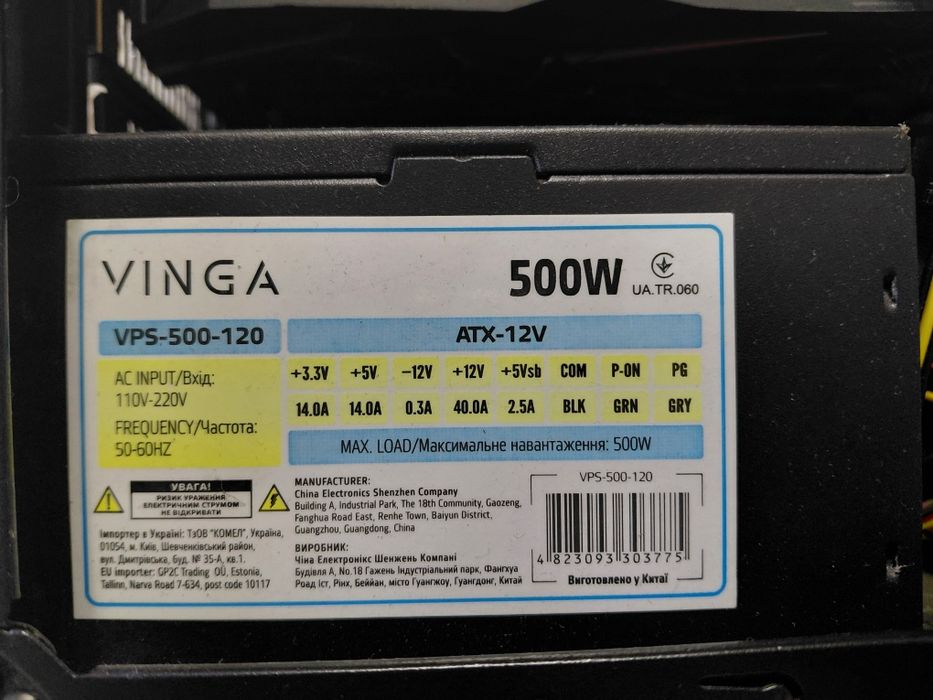 VINGA
500W
UA.TR.060
VPS-500-120
ATX-12V
AC INPUT/Вхід:
110V-220V
FREQUENCY/Частота:
50-60HZ
+3.3V +5V -12V +12V +5Vsb COM P-ON PG
14.0A 14.0A 0.3A 40.0A 2.5A BLK GRN GRY
MAX. LOAD/Максимальне навантаження: 500W
УВАГА!
РИЗИК УРАЖЕННЯ
ЕЛЕКТРИЧНИМ СТРУМОМ
НЕ ВІДКРИВАТИ
Імпортер в Україні: ТзОВ "КОМЕЛ", Україна,
01054, м. Київ, Шевченківський район,
вул. Дмитрівська, буд. № 35-А, кв.1.
EU importer: GP2C Trading OÜ, Estonia,
Tallinn, Narva Road 7-634, post code 10117
MANUFACTURER:
China Electronics Shenzhen Company
Building A, Industrial Park, The 18th Community, Gaozeng,
Fanghua Road East, Renhe Town, Baiyun District,
Guangzhou, Guangdong, China
ВИРОБНИК:
Чіна Електронікс Шенжень Компані
Будівля А, No.18 Гажень Індустріальний парк, Фангхуа
Роад Іст, Рінх, Беййан, місто Гуангжоу, Гуангдонг, Китай
VPS-500-120
4 823093 303775
Виготовлено у Китаї